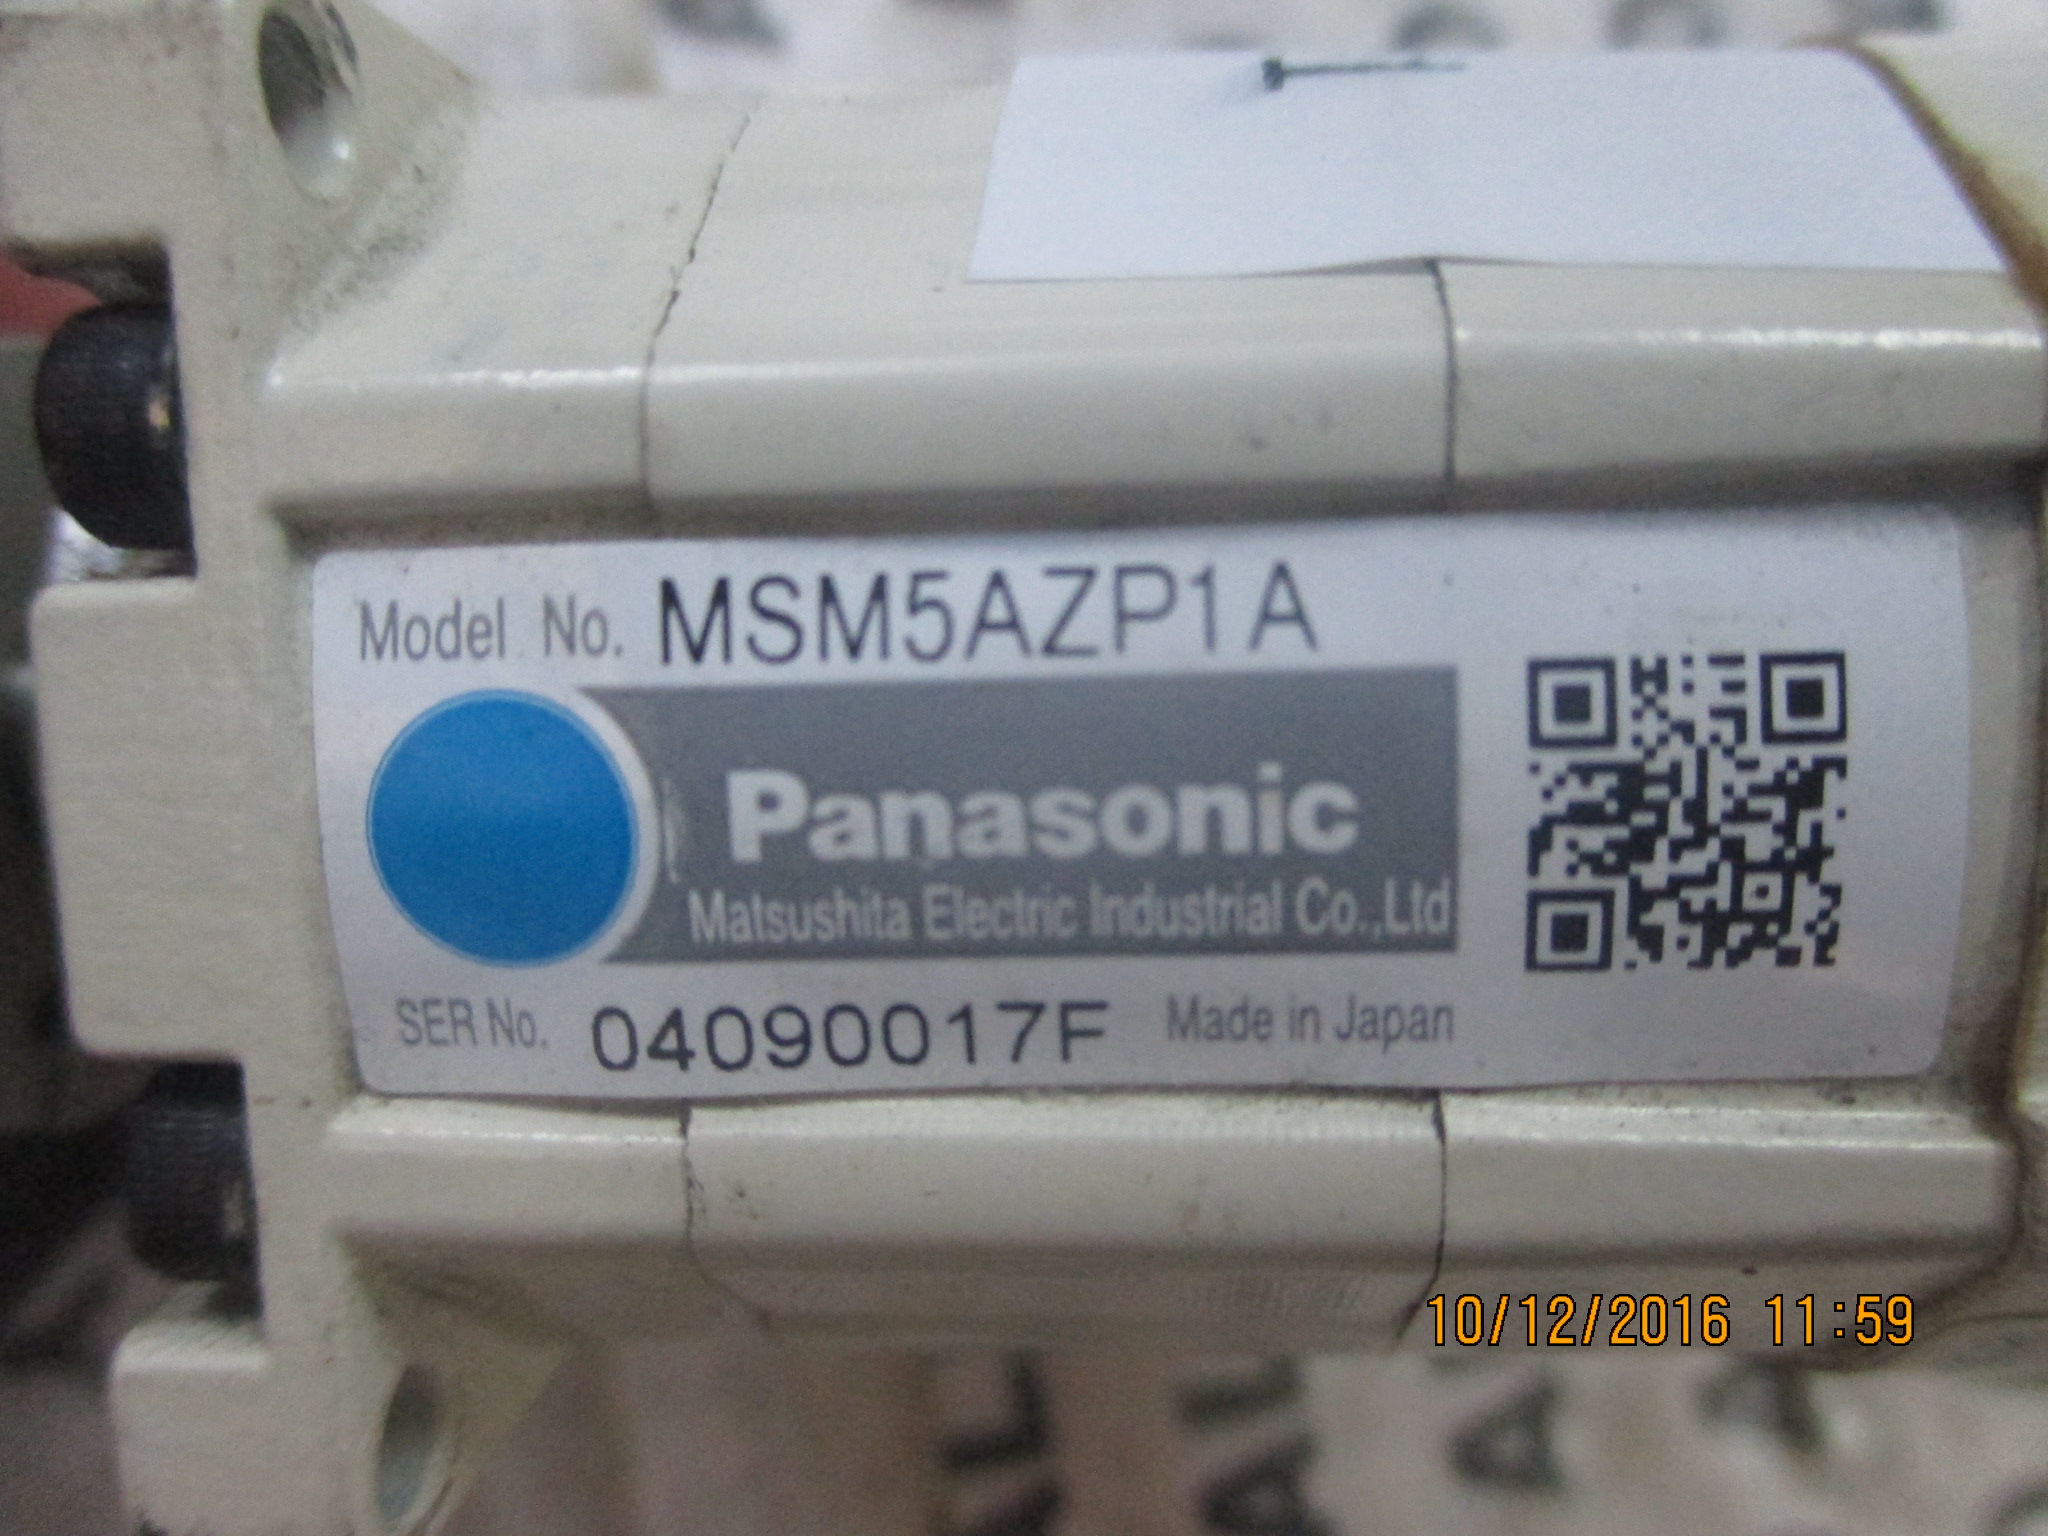 Model No. MSM5AZP1A
Panasonic
Matsushita Electric Industrial Co.,Ltd
SER No. 04090017F Made in Japan
10/12/2016 11:59